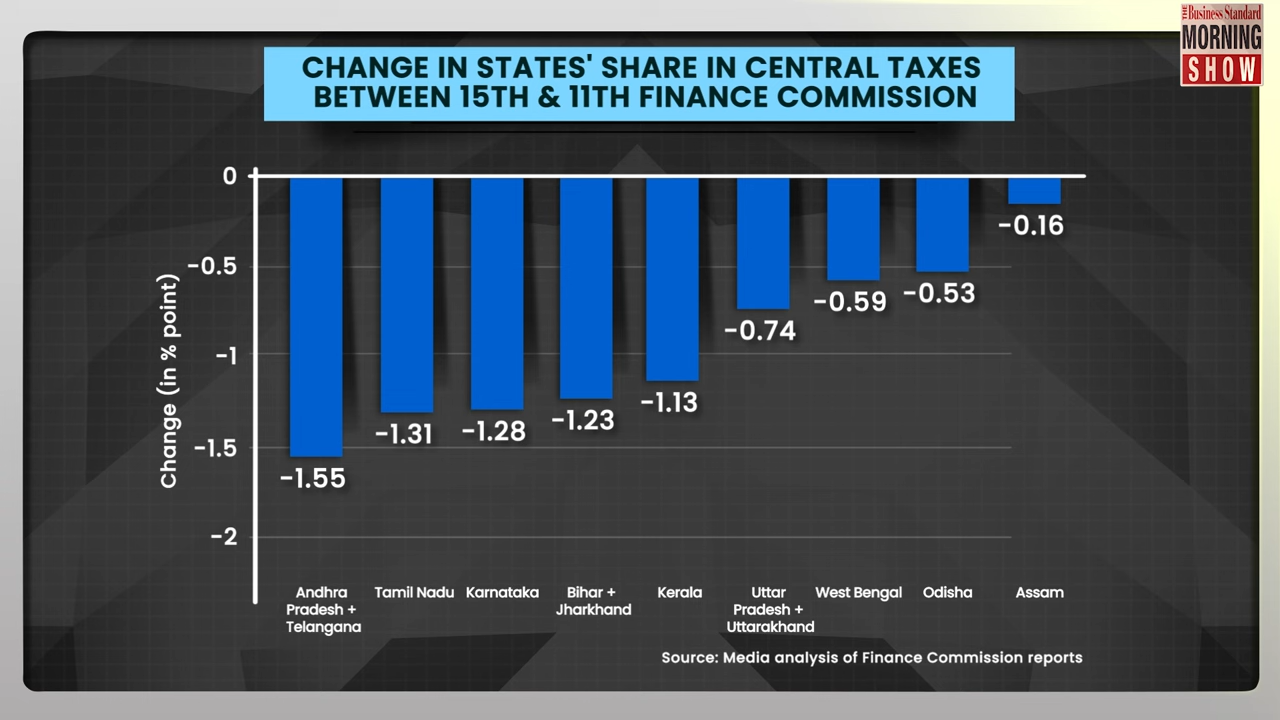 THE Business Standard
MORNING
SHOW
CHANGE IN STATES' SHARE IN CENTRAL TAXES
BETWEEN 15TH & 11TH FINANCE COMMISSION
Change (in % point)
0
−0.5
−1
−1.5
−2
−1.55
−1.31
−1.28
−1.23
−1.13
−0.74
−0.59
−0.53
−0.16
Andhra
Pradesh +
Telangana
Tamil Nadu
Karnataka
Bihar +
Jharkhand
Kerala
Uttar
Pradesh +
Uttarakhand
West Bengal
Odisha
Assam
Source: Media analysis of Finance Commission reports